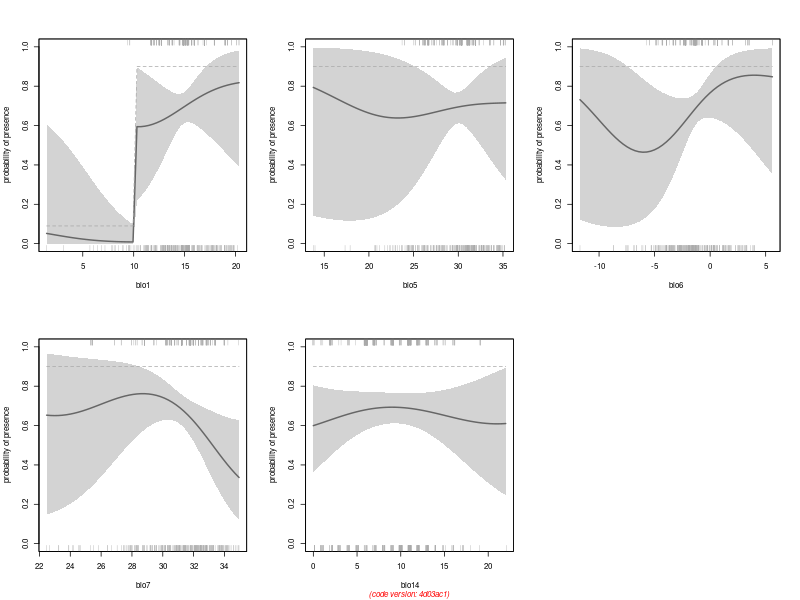 probability of presence
0.0 0.2 0.4 0.6 0.8 1.0
5 10 15 20
bio1
probability of presence
0.0 0.2 0.4 0.6 0.8 1.0
15 20 25 30 35
bio5
probability of presence
0.0 0.2 0.4 0.6 0.8 1.0
-10 -5 0 5
bio6
probability of presence
0.0 0.2 0.4 0.6 0.8 1.0
22 24 26 28 30 32 34
bio7
probability of presence
0.0 0.2 0.4 0.6 0.8 1.0
0 5 10 15 20
bio14
(code version: 4d03ac1)